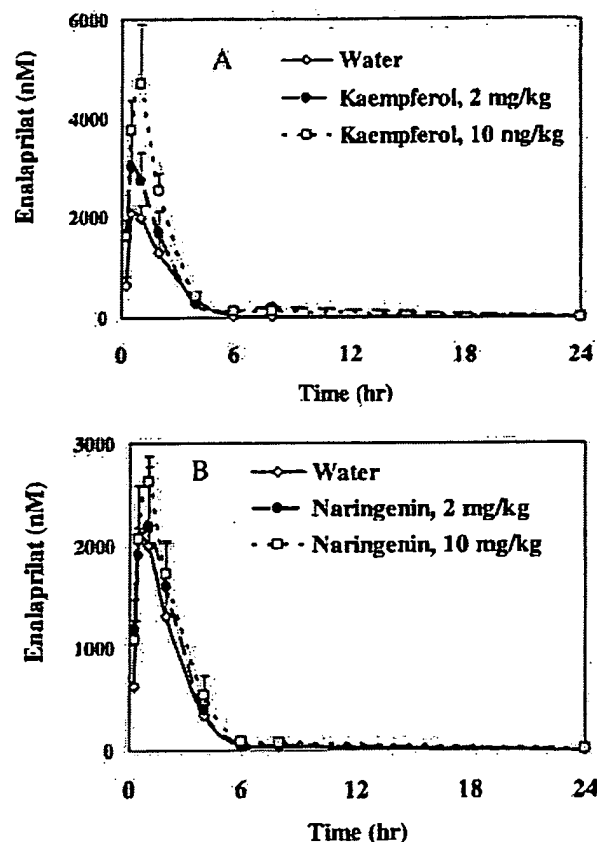 6000
4000
2000
0
Enalaprilat (nM)
A
Water
Kaempferol, 2 mg/kg
Kaempferol, 10 mg/kg
0 6 12 18 24
Time (hr)
3000
2000
1000
0
Enalaprilat (nM)
B
Water
Naringenin, 2 mg/kg
Naringenin, 10 mg/kg
0 6 12 18 24
Time (hr)